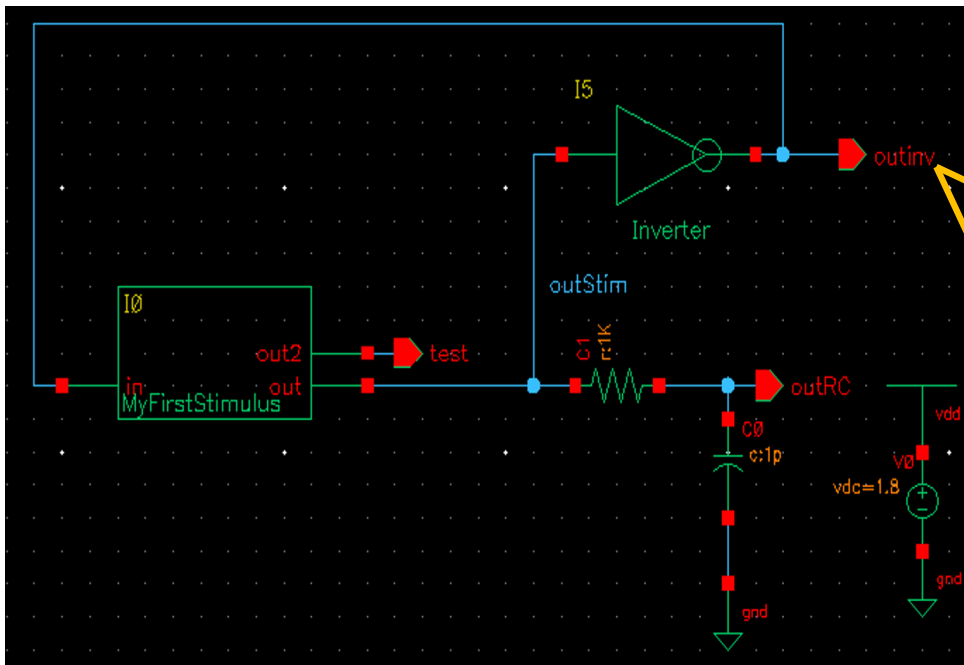 I5
outinv
Inverter
outStim
I0
out2
test
C1
r:1K
in
out
outRC
MyFirstStimulus
vdd
C0
c:1p
V0
vdc=1.8
gnd
gnd